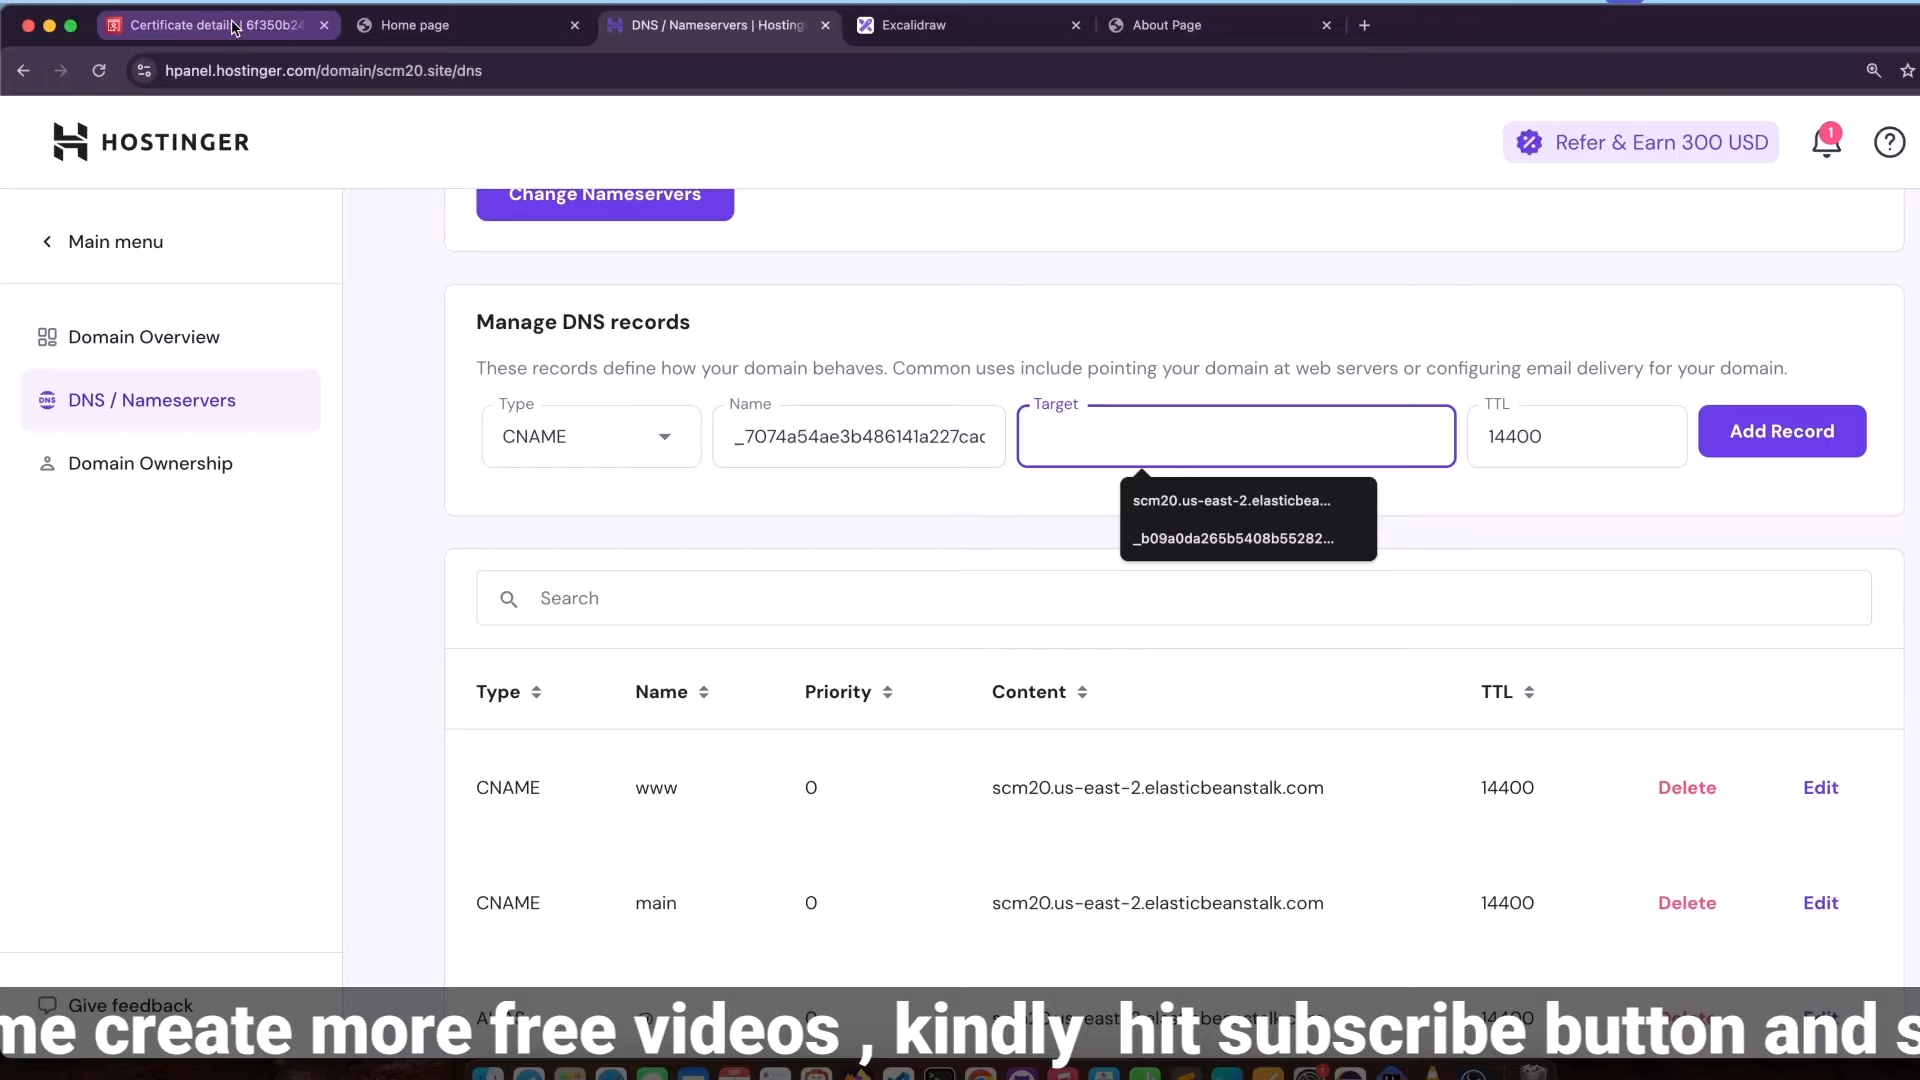 Certificate detail | 6f350b24
Home page
DNS / Nameservers | Hosting
Excalidraw
About Page
hpanel.hostinger.com/domain/scm20.site/dns
HOSTINGER
Refer & Earn 300 USD
1
Change Nameservers
Main menu
Domain Overview
DNS / Nameservers
Domain Ownership
Manage DNS records
These records define how your domain behaves. Common uses include pointing your domain at web servers or configuring email delivery for your domain.
Type
Name
Target
TTL
CNAME
_7074a54ae3b486141a227cac
14400
Add Record
scm20.us-east-2.elasticbea...
_b09a0da265b5408b55282...
Search
Type
Name
Priority
Content
TTL
CNAME www 0 scm20.us-east-2.elasticbeanstalk.com 14400 Delete Edit
CNAME main 0 scm20.us-east-2.elasticbeanstalk.com 14400 Delete Edit
Give feedback
me create more free videos , kindly hit subscribe button and s